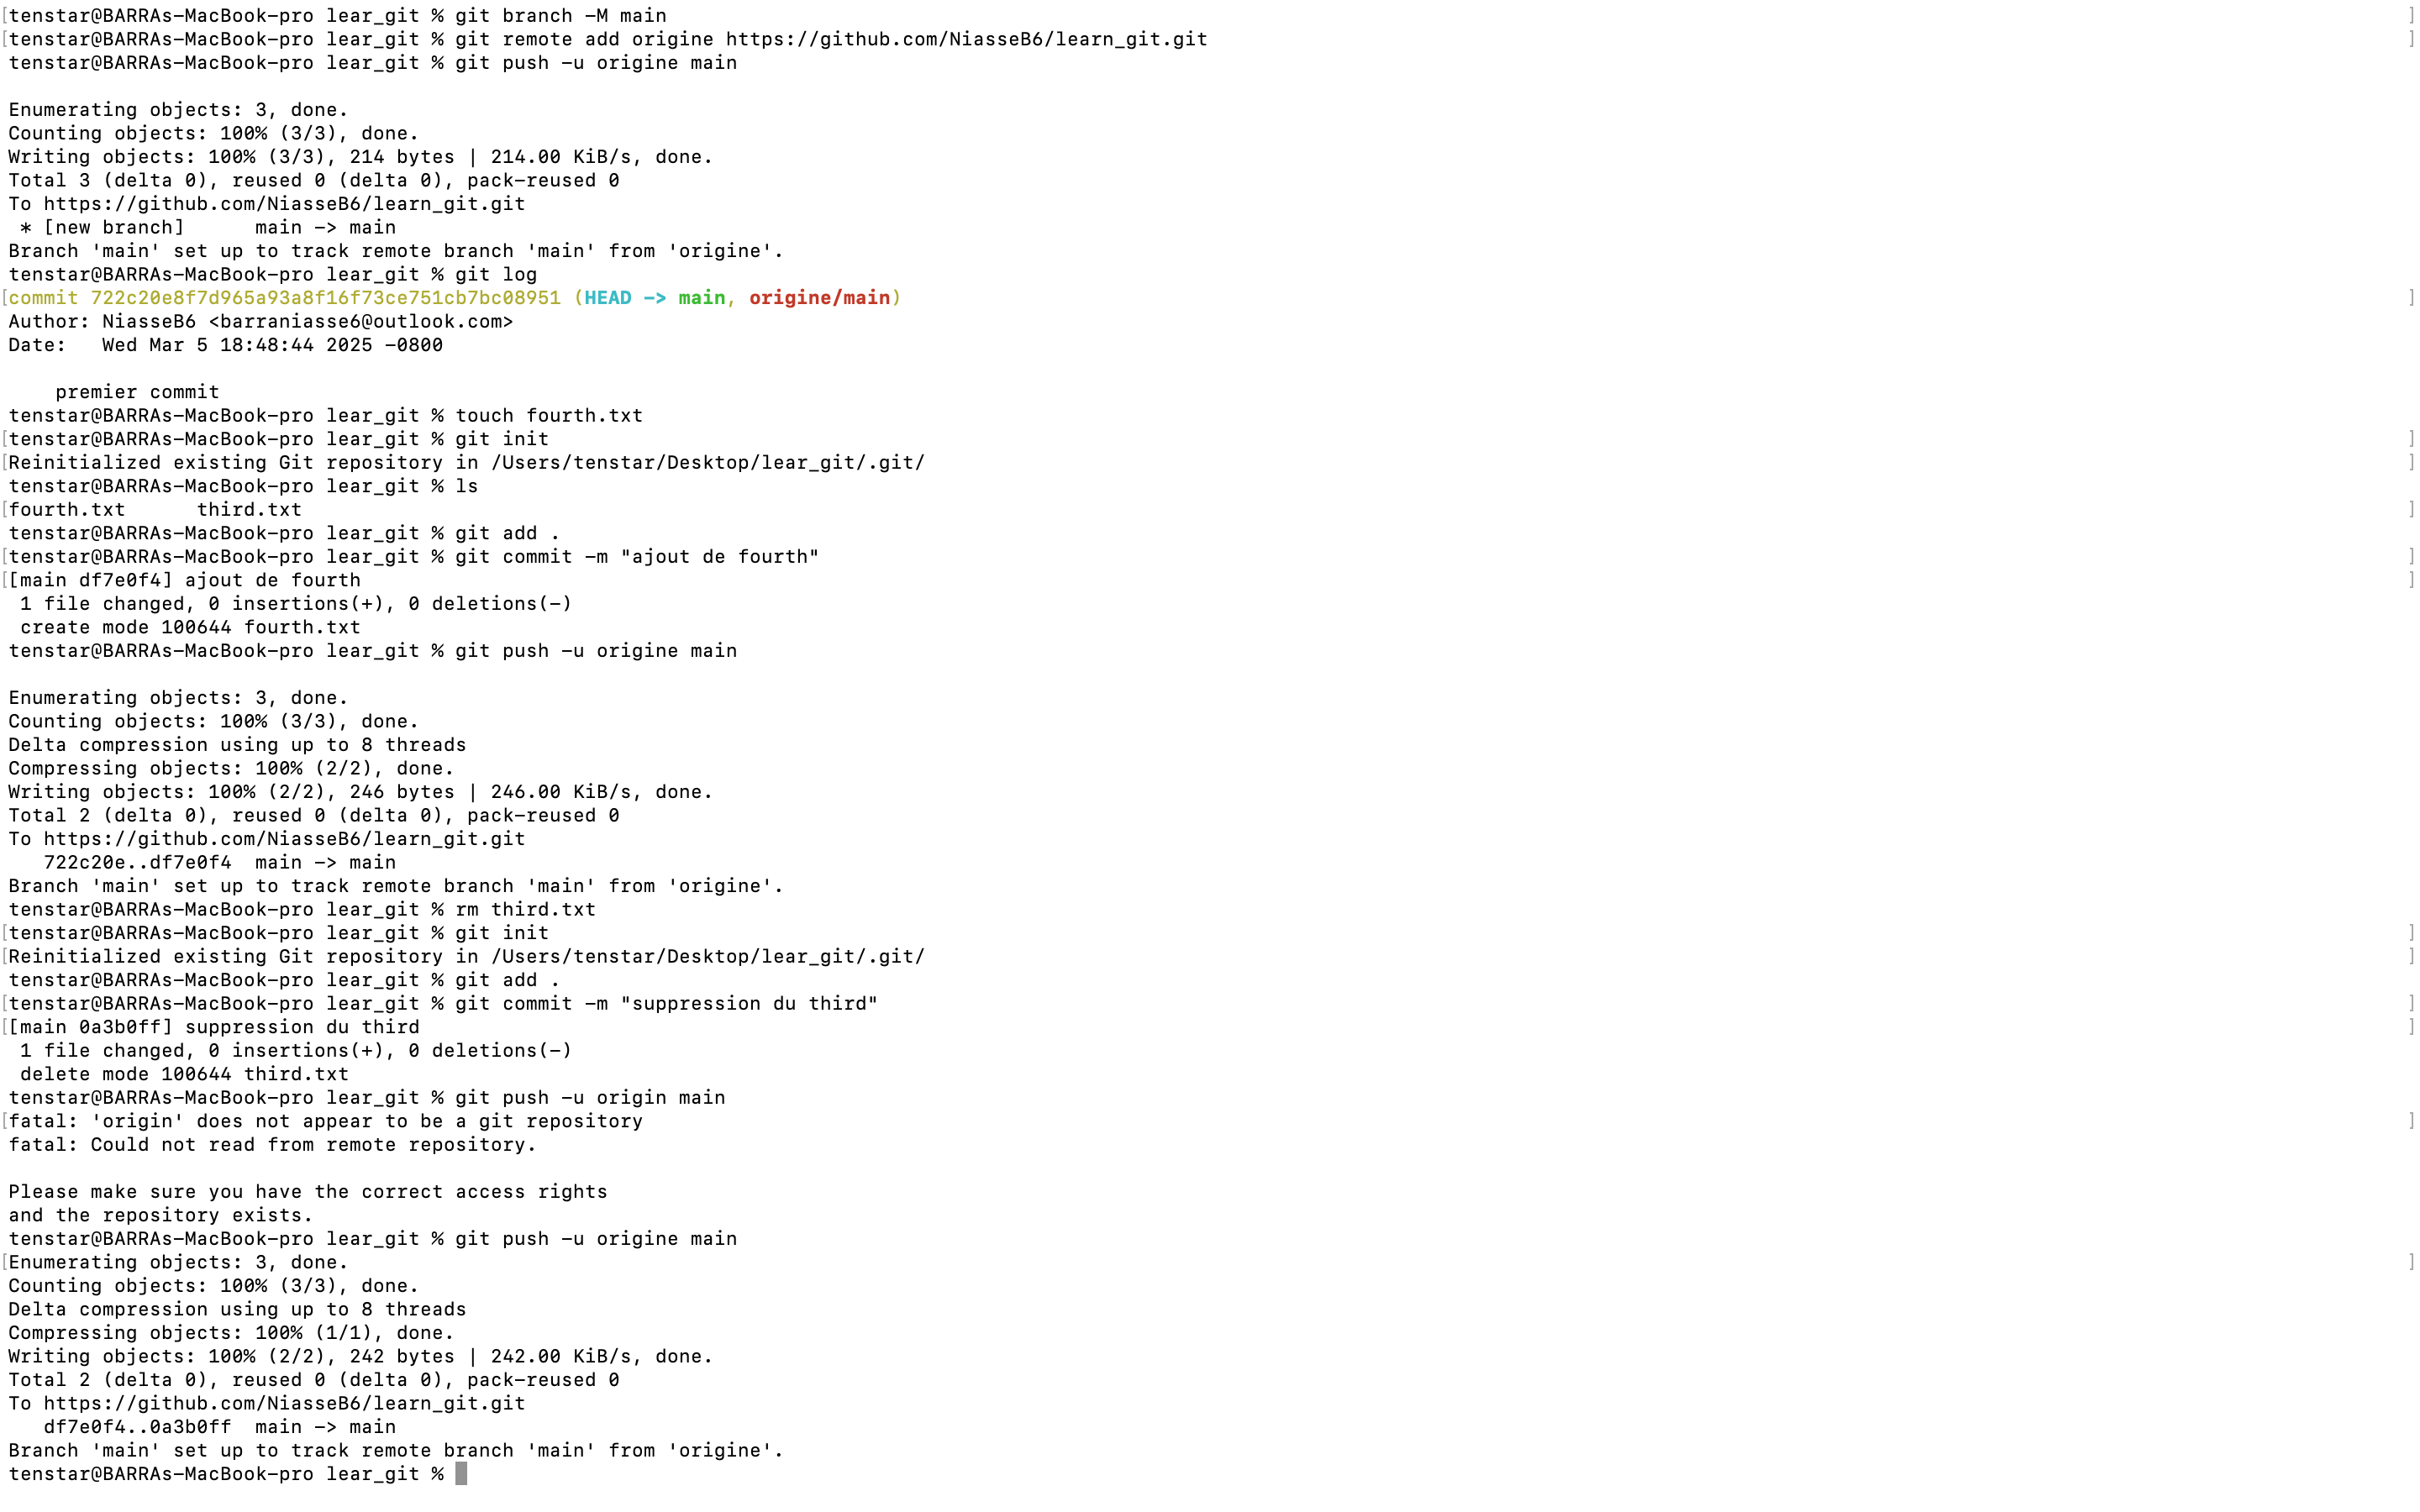 [tenstar@BARRAs-MacBook-pro lear_git % git branch -M main ]
[tenstar@BARRAs-MacBook-pro lear_git % git remote add origine https://github.com/NiasseB6/learn_git.git ]
tenstar@BARRAs-MacBook-pro lear_git % git push -u origine main
Enumerating objects: 3, done.
Counting objects: 100% (3/3), done.
Writing objects: 100% (3/3), 214 bytes | 214.00 KiB/s, done.
Total 3 (delta 0), reused 0 (delta 0), pack-reused 0
To https://github.com/NiasseB6/learn_git.git
 * [new branch]      main -> main
Branch 'main' set up to track remote branch 'main' from 'origine'.
tenstar@BARRAs-MacBook-pro lear_git % git log
[commit 722c20e8f7d965a93a8f16f73ce751cb7bc08951 (HEAD -> main, origine/main) ]
Author: NiasseB6 <barraniasse6@outlook.com>
Date:   Wed Mar 5 18:48:44 2025 -0800
    premier commit
tenstar@BARRAs-MacBook-pro lear_git % touch fourth.txt
[tenstar@BARRAs-MacBook-pro lear_git % git init ]
[Reinitialized existing Git repository in /Users/tenstar/Desktop/lear_git/.git/ ]
tenstar@BARRAs-MacBook-pro lear_git % ls
[fourth.txt      third.txt ]
tenstar@BARRAs-MacBook-pro lear_git % git add .
[tenstar@BARRAs-MacBook-pro lear_git % git commit -m "ajout de fourth" ]
[[main df7e0f4] ajout de fourth ]
 1 file changed, 0 insertions(+), 0 deletions(-)
 create mode 100644 fourth.txt
tenstar@BARRAs-MacBook-pro lear_git % git push -u origine main
Enumerating objects: 3, done.
Counting objects: 100% (3/3), done.
Delta compression using up to 8 threads
Compressing objects: 100% (2/2), done.
Writing objects: 100% (2/2), 246 bytes | 246.00 KiB/s, done.
Total 2 (delta 0), reused 0 (delta 0), pack-reused 0
To https://github.com/NiasseB6/learn_git.git
   722c20e..df7e0f4  main -> main
Branch 'main' set up to track remote branch 'main' from 'origine'.
tenstar@BARRAs-MacBook-pro lear_git % rm third.txt
[tenstar@BARRAs-MacBook-pro lear_git % git init ]
[Reinitialized existing Git repository in /Users/tenstar/Desktop/lear_git/.git/ ]
tenstar@BARRAs-MacBook-pro lear_git % git add .
[tenstar@BARRAs-MacBook-pro lear_git % git commit -m "suppression du third" ]
[[main 0a3b0ff] suppression du third ]
 1 file changed, 0 insertions(+), 0 deletions(-)
 delete mode 100644 third.txt
tenstar@BARRAs-MacBook-pro lear_git % git push -u origin main
[fatal: 'origin' does not appear to be a git repository ]
fatal: Could not read from remote repository.
Please make sure you have the correct access rights
and the repository exists.
tenstar@BARRAs-MacBook-pro lear_git % git push -u origine main
[Enumerating objects: 3, done. ]
Counting objects: 100% (3/3), done.
Delta compression using up to 8 threads
Compressing objects: 100% (1/1), done.
Writing objects: 100% (2/2), 242 bytes | 242.00 KiB/s, done.
Total 2 (delta 0), reused 0 (delta 0), pack-reused 0
To https://github.com/NiasseB6/learn_git.git
   df7e0f4..0a3b0ff  main -> main
Branch 'main' set up to track remote branch 'main' from 'origine'.
tenstar@BARRAs-MacBook-pro lear_git %